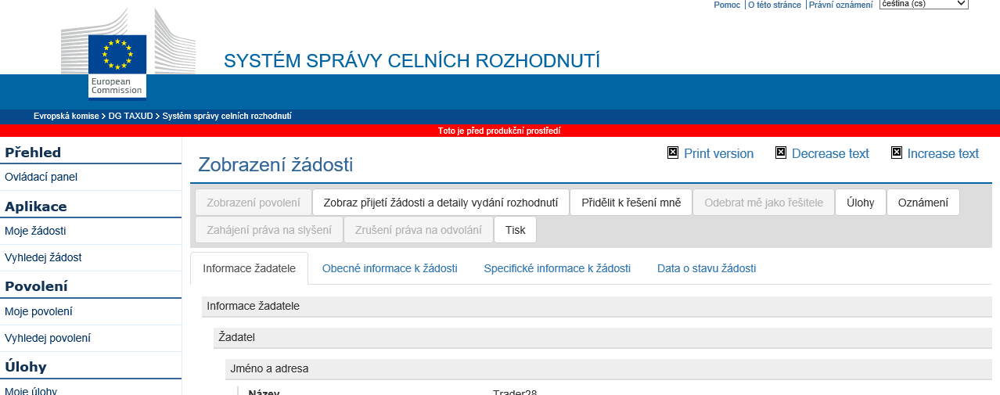 Pomoc | O této stránce | Právní oznámení čeština (cs)
SYSTÉM SPRÁVY CELNÍCH ROZHODNUTÍ
European
Commission
Evropská komise > DG TAXUD > Systém správy celních rozhodnutí
Toto je před produkční prostředí
Přehled
Ovládací panel
Aplikace
Moje žádosti
Vyhledej žádost
Povolení
Moje povolení
Vyhledej povolení
Úlohy
Moje úlohy
Print version Decrease text Increase text
Zobrazení žádosti
Zobrazení povolení Zobraz přijetí žádosti a detaily vydání rozhodnutí Přidělit k řešení mně Odebrat mě jako řešitele Úlohy Oznámení
Zahájení práva na slyšení Zrušení práva na odvolání Tisk
Informace žadatele Obecné informace k žádosti Specifické informace k žádosti Data o stavu žádosti
Informace žadatele
Žadatel
Jméno a adresa
Název Trader28